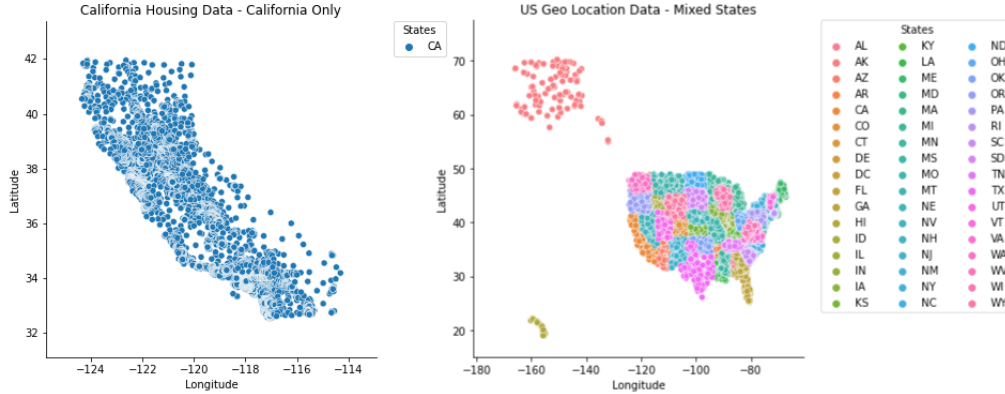 California Housing Data - California Only
States
CA
42
40
38
36
34
32
Latitude
−124
−122
−120
−118
−116
−114
Longitude
US Geo Location Data - Mixed States
70
60
50
40
30
20
Latitude
−180
−160
−140
−120
−100
−80
Longitude
States
AL
AK
AZ
AR
CA
CO
CT
DE
DC
FL
GA
HI
ID
IL
IN
IA
KS
KY
LA
ME
MD
MA
MI
MN
MS
MO
MT
NE
NV
NH
NJ
NM
NY
NC
ND
OH
OK
OR
PA
RI
SC
SD
TN
TX
UT
VT
VA
WA
WV
WI
WY